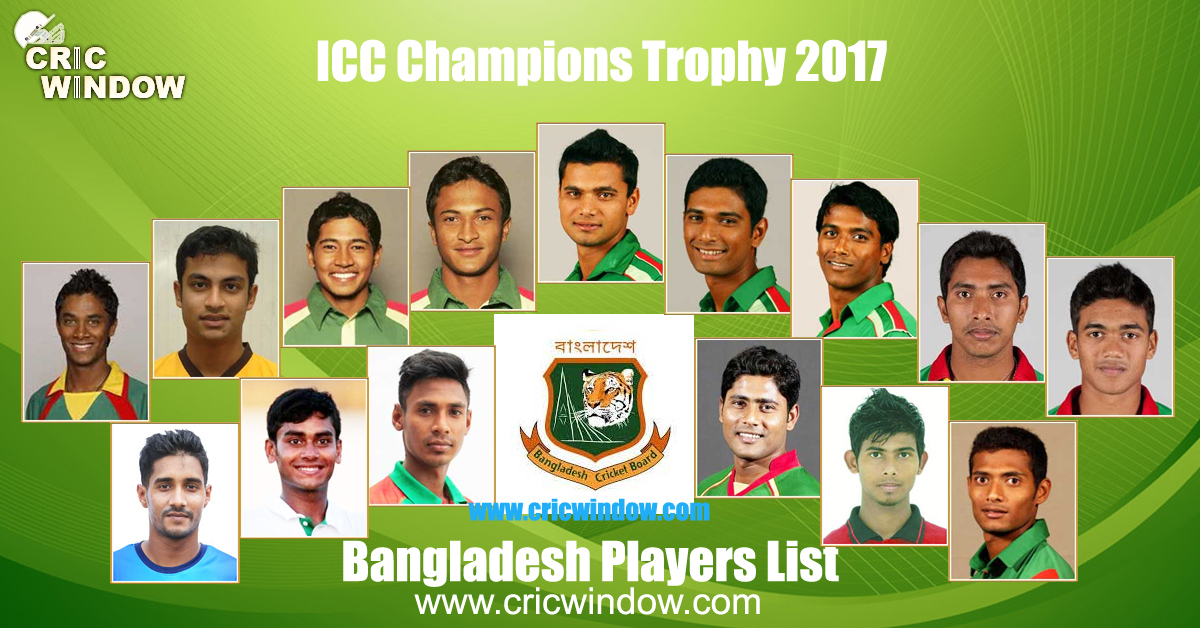 CRIC
WINDOW
ICC Champions Trophy 2017
বাংলাদেশ
Bangladesh Cricket Board
www.cricwindow.com
Bangladesh Players List
www.cricwindow.com